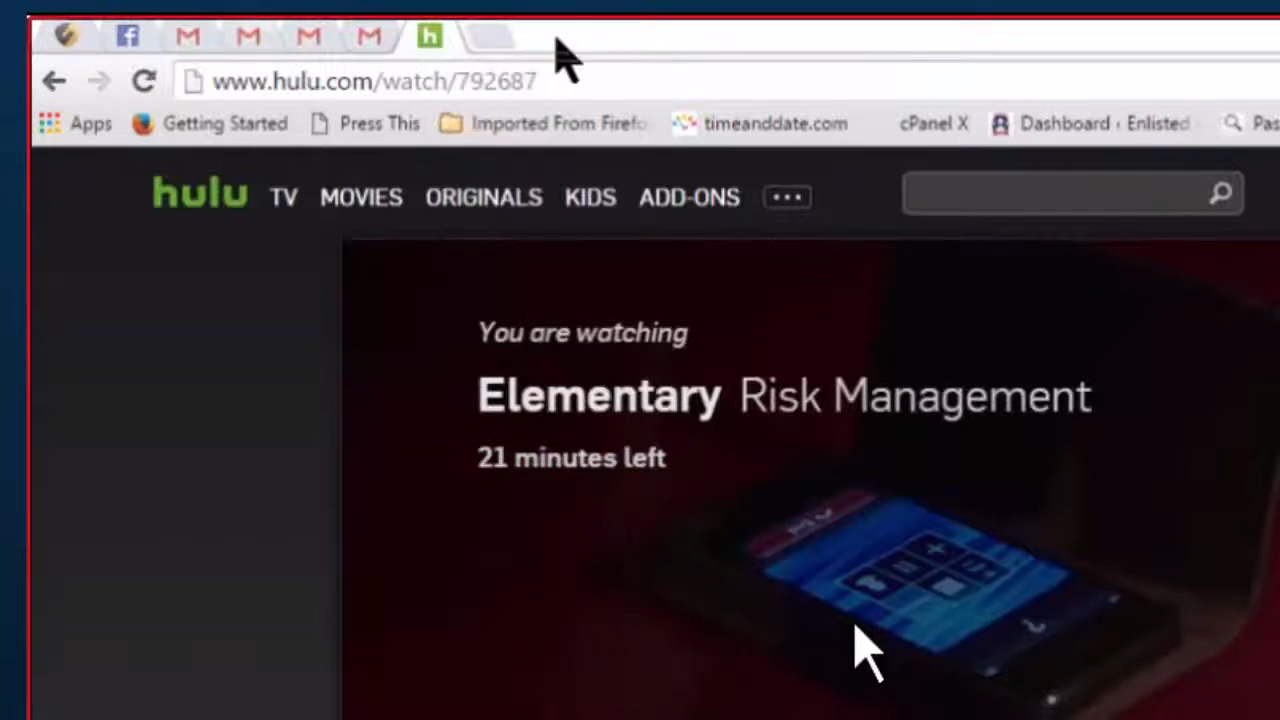 www.hulu.com/watch/792687
Apps Getting Started Press This Imported From Firefo timeanddate.com cPanel X Dashboard ‹ Enlisted Pas
hulu TV MOVIES ORIGINALS KIDS ADD-ONS
You are watching
Elementary Risk Management
21 minutes left